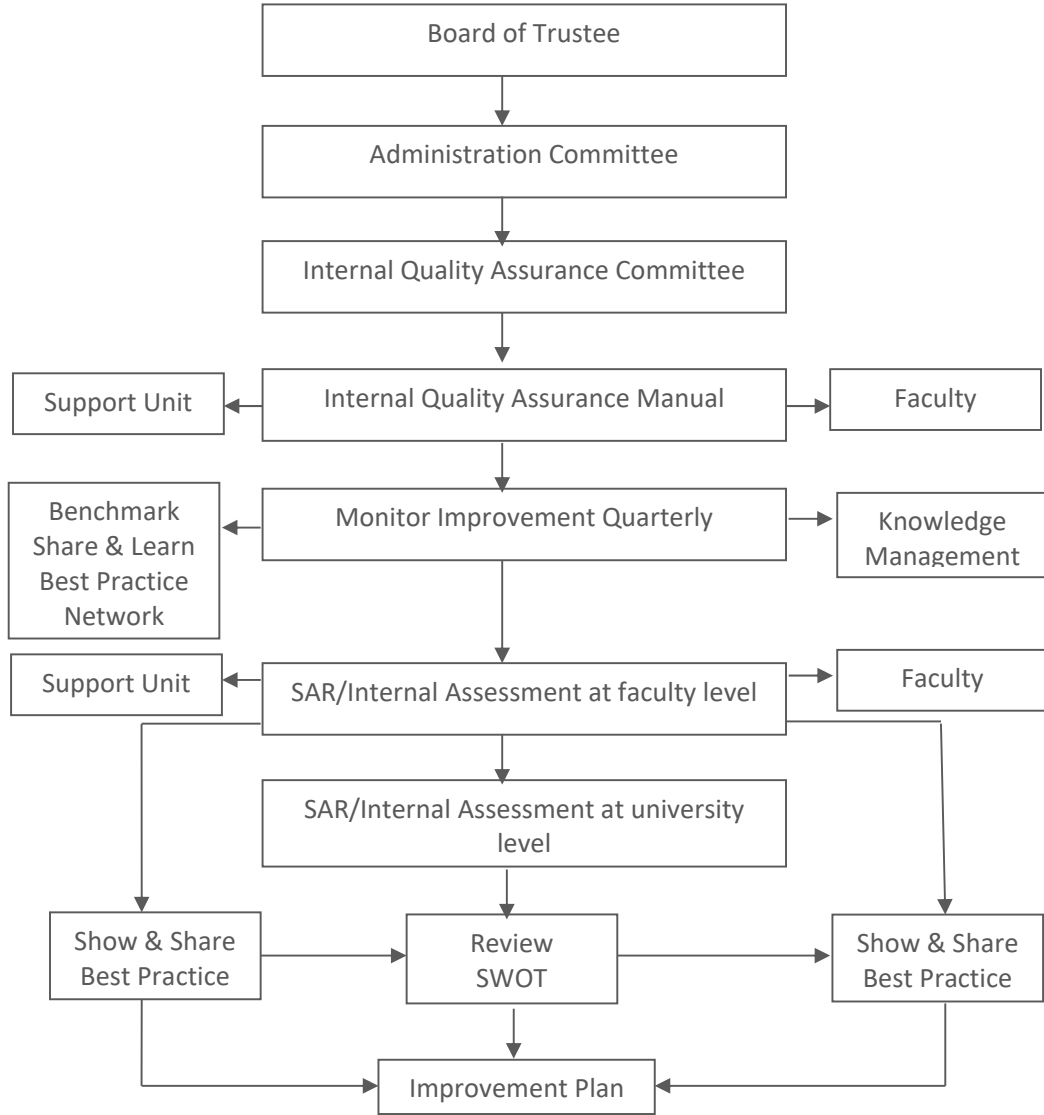 Board of Trustee
Administration Committee
Internal Quality Assurance Committee
Support Unit
Internal Quality Assurance Manual
Faculty
Benchmark
Share & Learn
Best Practice
Network
Monitor Improvement Quarterly
Knowledge
Management
Support Unit
SAR/Internal Assessment at faculty level
Faculty
SAR/Internal Assessment at university
level
Show & Share
Best Practice
Review
SWOT
Show & Share
Best Practice
Improvement Plan